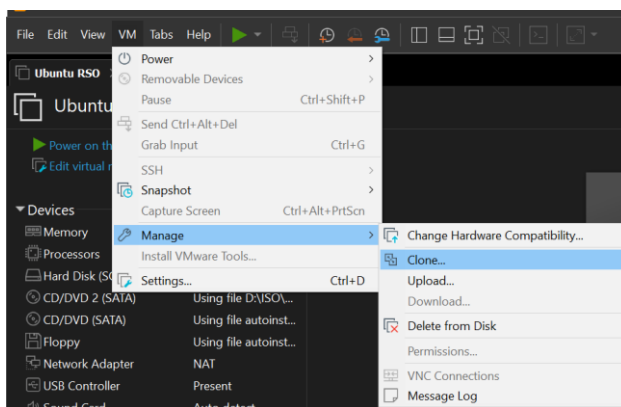 File Edit View VM Tabs Help
Ubuntu RSO
Ubuntu
Power on th
Edit virtual
Devices
Memory
Processors
Hard Disk (SC
CD/DVD 2 (SATA) Using file D:\ISO\...
CD/DVD (SATA) Using file autoinst...
Floppy Using file autoinst...
Network Adapter NAT
USB Controller Present
Sound Card Auto detect
Power
Removable Devices
Pause Ctrl+Shift+P
Send Ctrl+Alt+Del
Grab Input Ctrl+G
SSH
Snapshot
Capture Screen Ctrl+Alt+PrtScn
Manage
Install VMware Tools...
Settings... Ctrl+D
Change Hardware Compatibility...
Clone...
Upload...
Download...
Delete from Disk
Permissions...
VNC Connections
Message Log